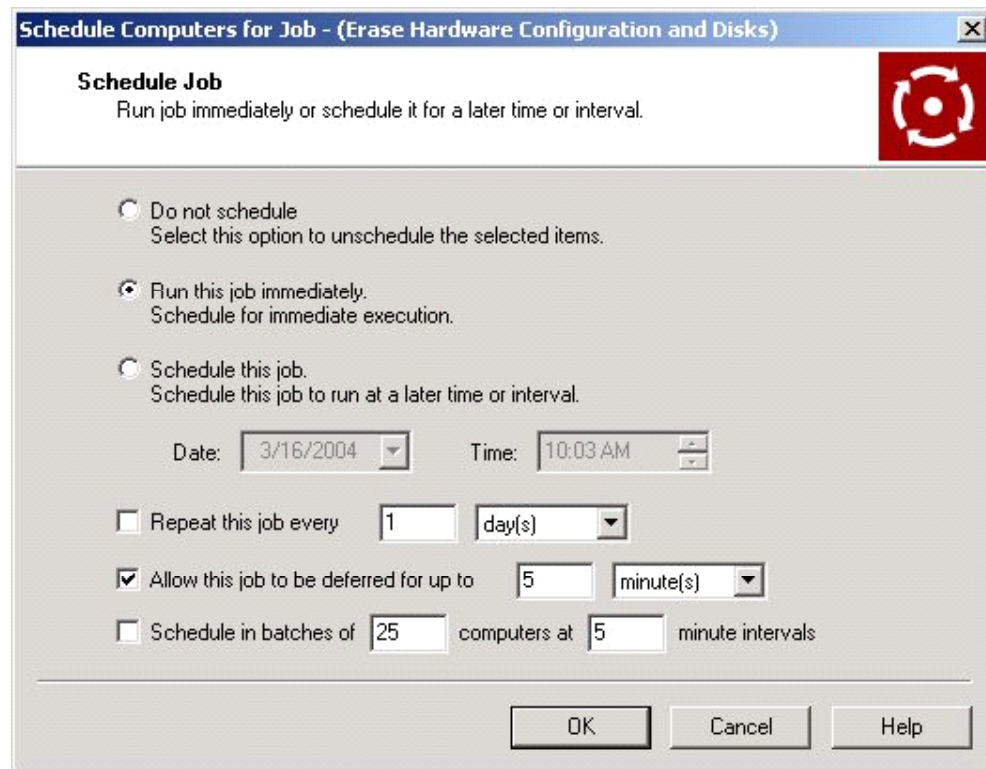 Schedule Computers for Job - (Erase Hardware Configuration and Disks)
Schedule Job
Run job immediately or schedule it for a later time or interval.
Do not schedule
Select this option to unschedule the selected items.
Run this job immediately.
Schedule for immediate execution.
Schedule this job.
Schedule this job to run at a later time or interval.
Date: 3/16/2004 Time: 10:03 AM
Repeat this job every 1 day(s)
Allow this job to be deferred for up to 5 minute(s)
Schedule in batches of 25 computers at 5 minute intervals
OK Cancel Help